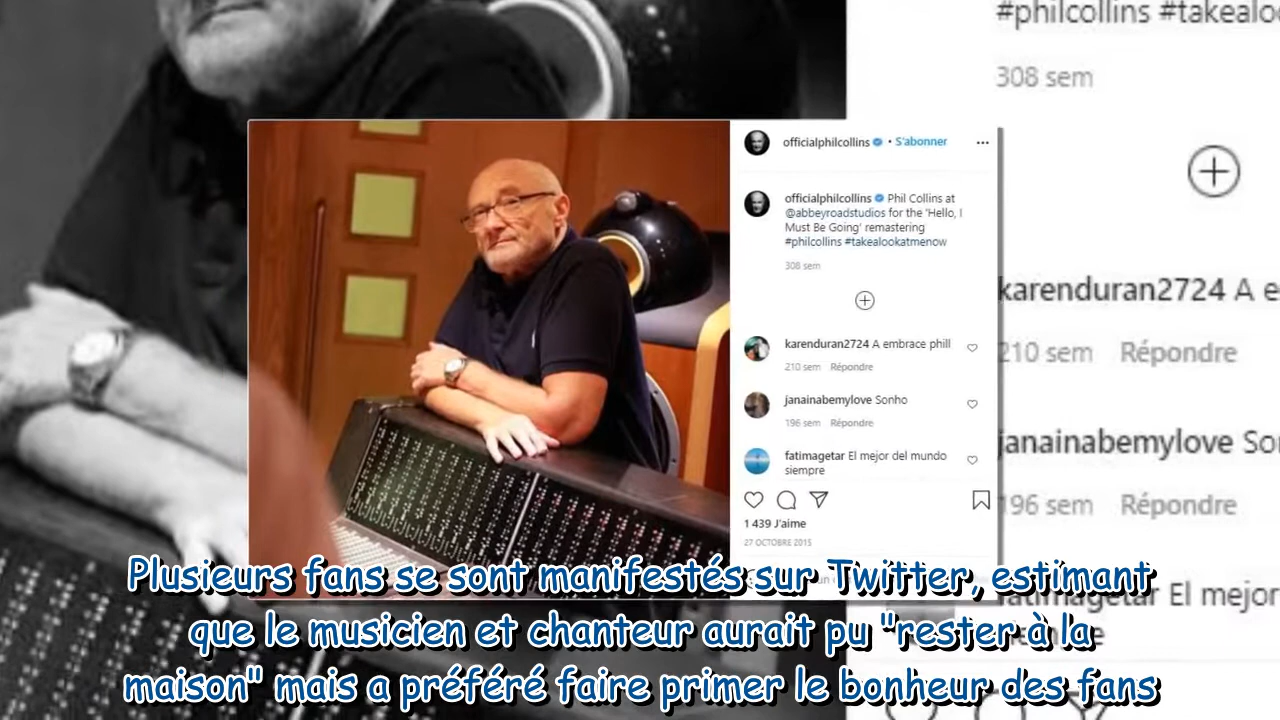 #philcollins #takealoo
308 sem
officialphilcollins • S'abonner
officialphilcollins Phil Collins at
@abbeyroadstudios for the 'Hello, I
Must Be Going' remastering
#philcollins #takealookatmenow
308 sem
karenduran2724 A embrace phill
210 sem Répondre
janainabemylove Sonho
196 sem Répondre
fatimagetar El mejor del mundo
siempre
1 439 J'aime
27 OCTOBRE 2015
karenduran2724 A e
210 sem Répondre
janainabemylove So
196 sem Répondre
fatimagetar El mejor
Plusieurs fans se sont manifestés sur Twitter, estimant
que le musicien et chanteur aurait pu "rester à la
maison" mais a préféré faire primer le bonheur des fans